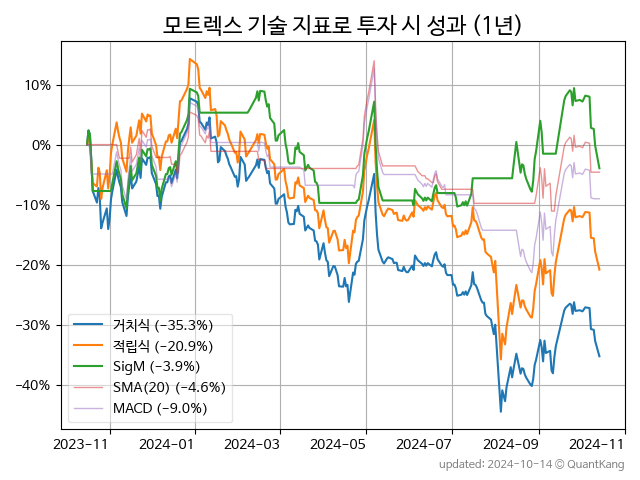 모트렉스 기술 지표로 투자 시 성과 (1년)
10%
0%
−10%
−20%
−30%
−40%
거치식 (−35.3%)
적립식 (−20.9%)
SigM (−3.9%)
SMA(20) (−4.6%)
MACD (−9.0%)
2023−11 2024−01 2024−03 2024−05 2024−07 2024−09 2024−11
updated: 2024−10−14 © QuantKang